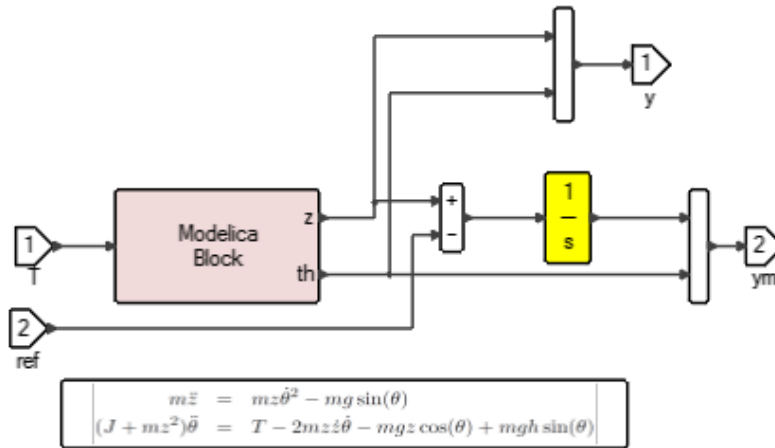 1
y
z
+
−
1
s
Modelica
Block
1
T
th
2
ym
2
ref
mz̈ = mzθ̇² − mg sin(θ)
(J + mz²)θ̈ = T − 2mzżθ̇ − mgz cos(θ) + mgh sin(θ)